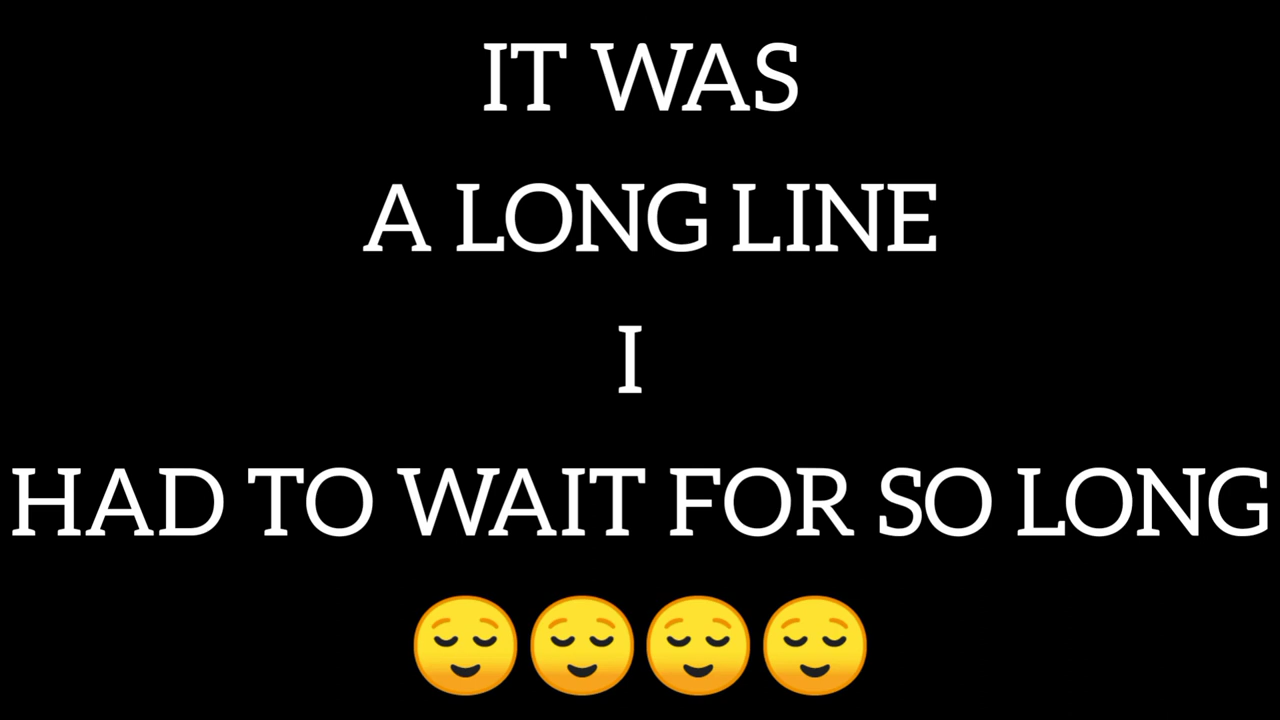 IT WAS
A LONG LINE
I
HAD TO WAIT FOR SO LONG
😌😌😌😌